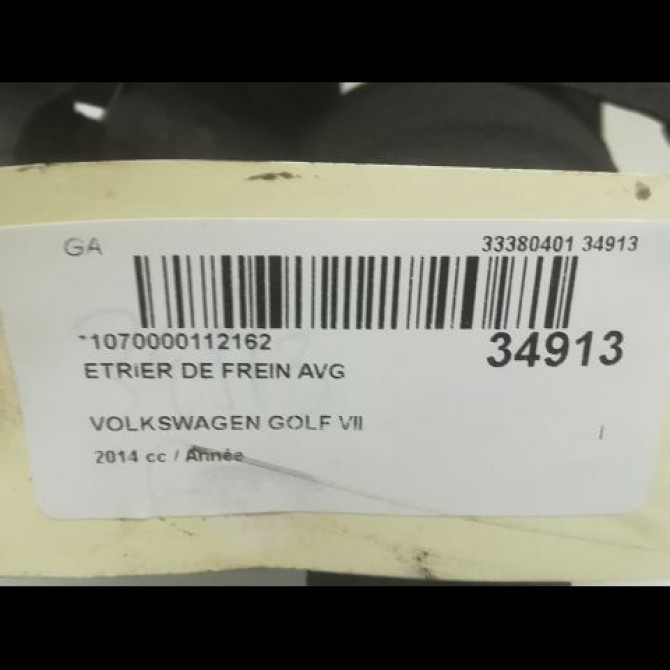 GA 33380401 34913
*1070000112162 34913
ETRIER DE FREIN AVG
VOLKSWAGEN GOLF VII
2014 cc / Année